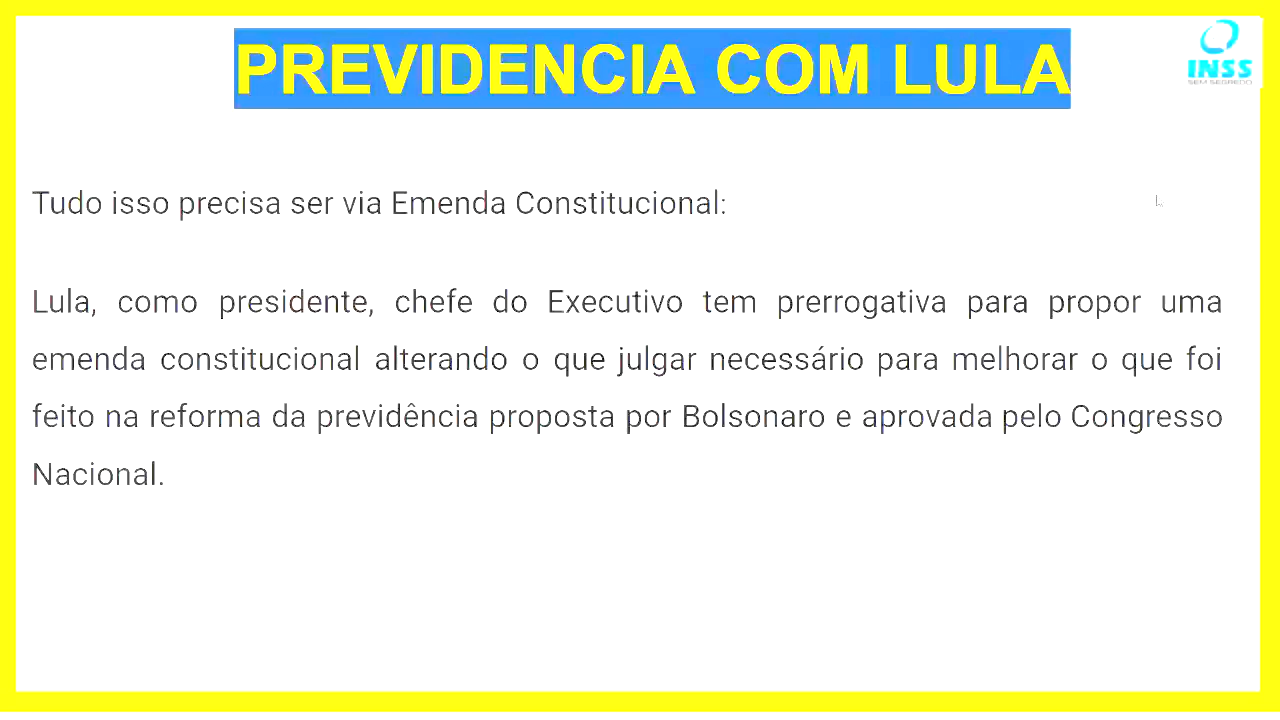 PREVIDENCIA COM LULA
INSS
SEM SEGREDO
Tudo isso precisa ser via Emenda Constitucional:
Lula, como presidente, chefe do Executivo tem prerrogativa para propor uma
emenda constitucional alterando o que julgar necessário para melhorar o que foi
feito na reforma da previdência proposta por Bolsonaro e aprovada pelo Congresso
Nacional.